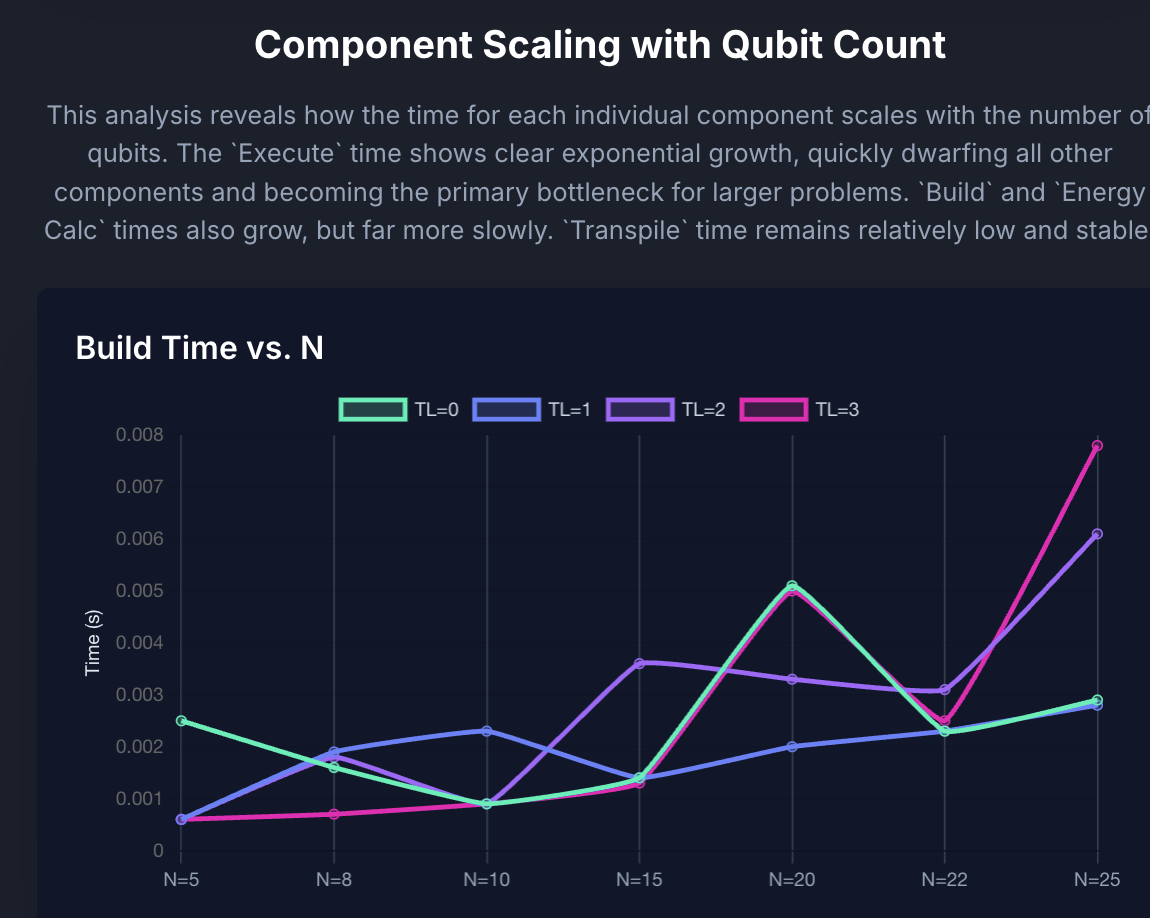 Component Scaling with Qubit Count
This analysis reveals how the time for each individual component scales with the number of
qubits. The `Execute` time shows clear exponential growth, quickly dwarfing all other
components and becoming the primary bottleneck for larger problems. `Build` and `Energy
Calc` times also grow, but far more slowly. `Transpile` time remains relatively low and stable
Build Time vs. N
TL=0 TL=1 TL=2 TL=3
0.008
0.007
0.006
0.005
0.004
0.003
0.002
0.001
0
Time (s)
N=5 N=8 N=10 N=15 N=20 N=22 N=25